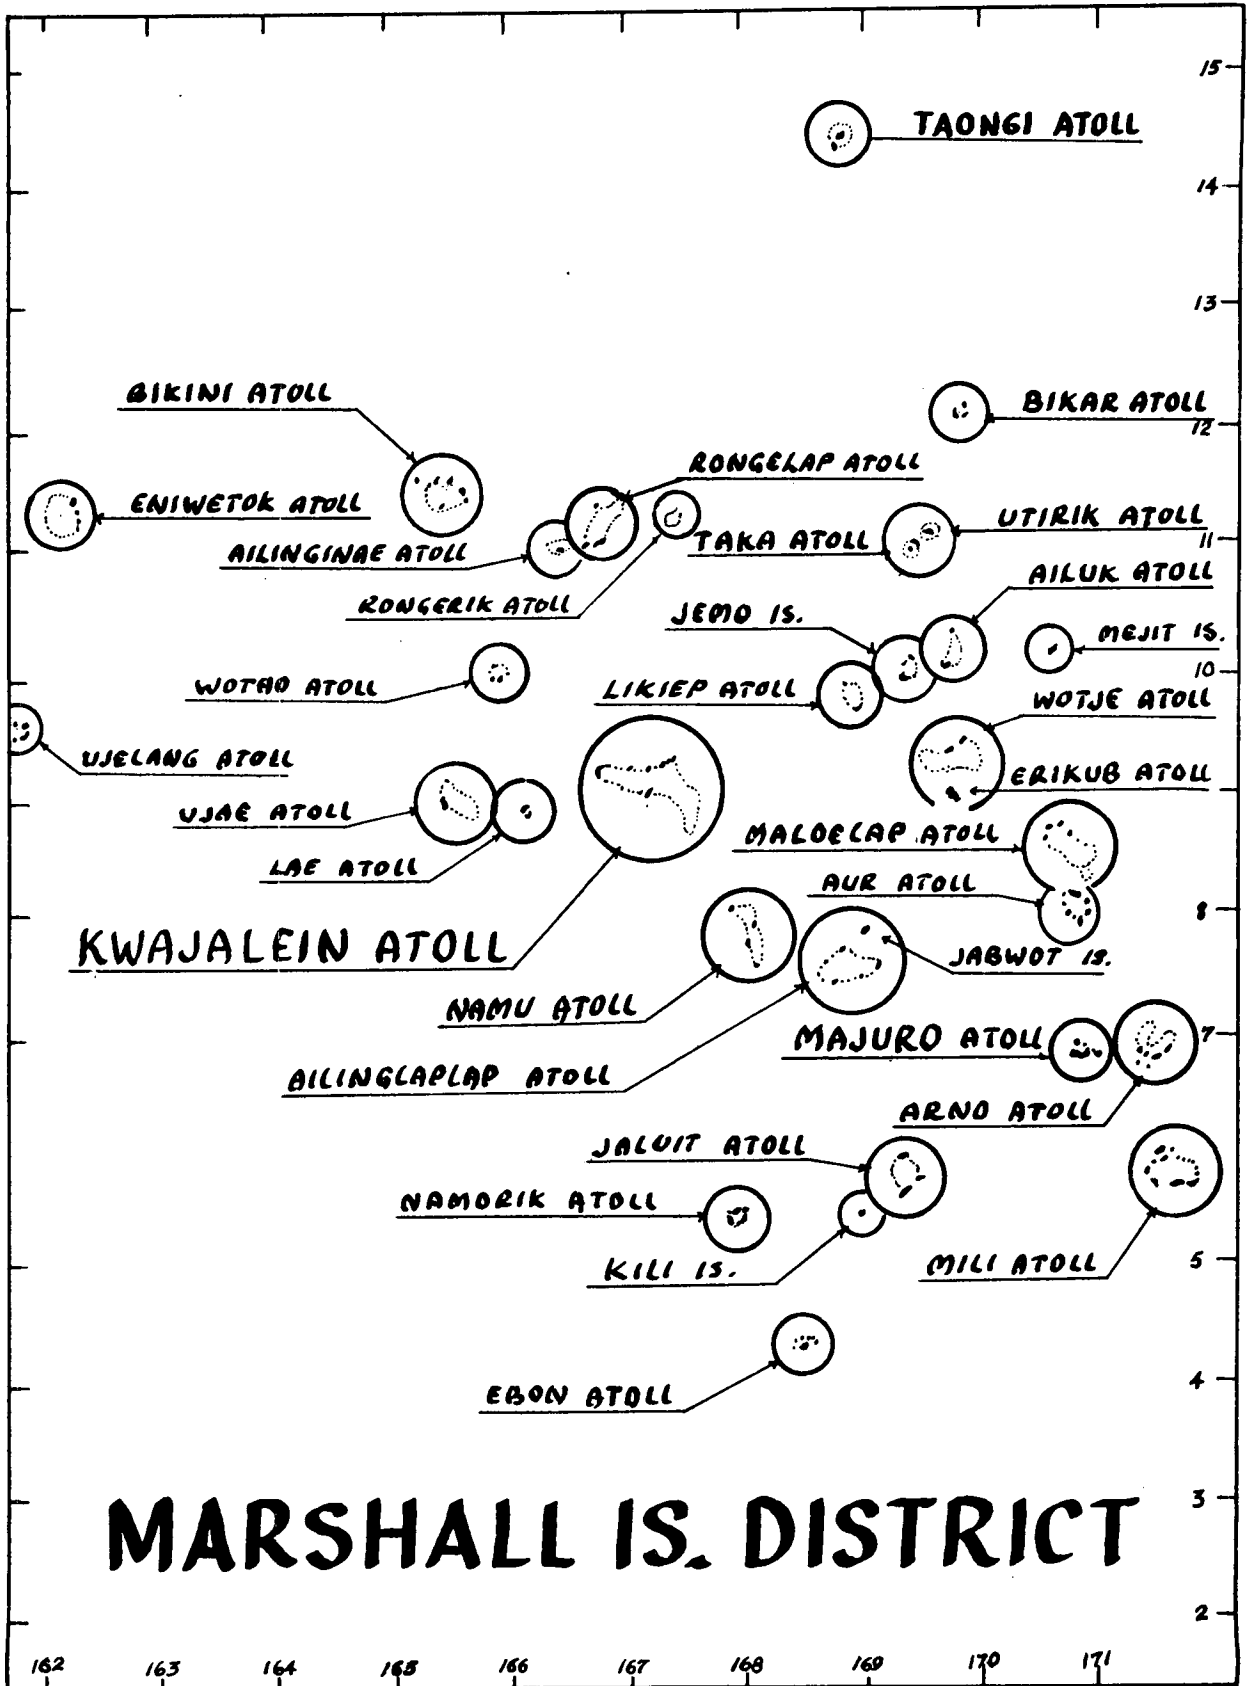 15
TAONGI ATOLL
14
13
BIKINI ATOLL
BIKAR ATOLL
12
RONGELAP ATOLL
ENIWETOK ATOLL
UTIRIK ATOLL
TAKA ATOLL
11
AILINGINAE ATOLL
AILUK ATOLL
RONGERIK ATOLL
JEMO IS.
MEJIT IS.
10
WOTHO ATOLL
LIKIEP ATOLL
WOTJE ATOLL
UJELANG ATOLL
ERIKUB ATOLL
UJAE ATOLL
MALOELAP ATOLL
LAE ATOLL
AUR ATOLL
8
KWAJALEIN ATOLL
JABWOT IS.
NAMU ATOLL
7
MAJURO ATOLL
AILINGLAPLAP ATOLL
ARNO ATOLL
JALUIT ATOLL
NAMORIK ATOLL
KILI IS.
MILI ATOLL
5
4
EBON ATOLL
3
MARSHALL IS. DISTRICT
2
162 163 164 165 166 167 168 169 170 171